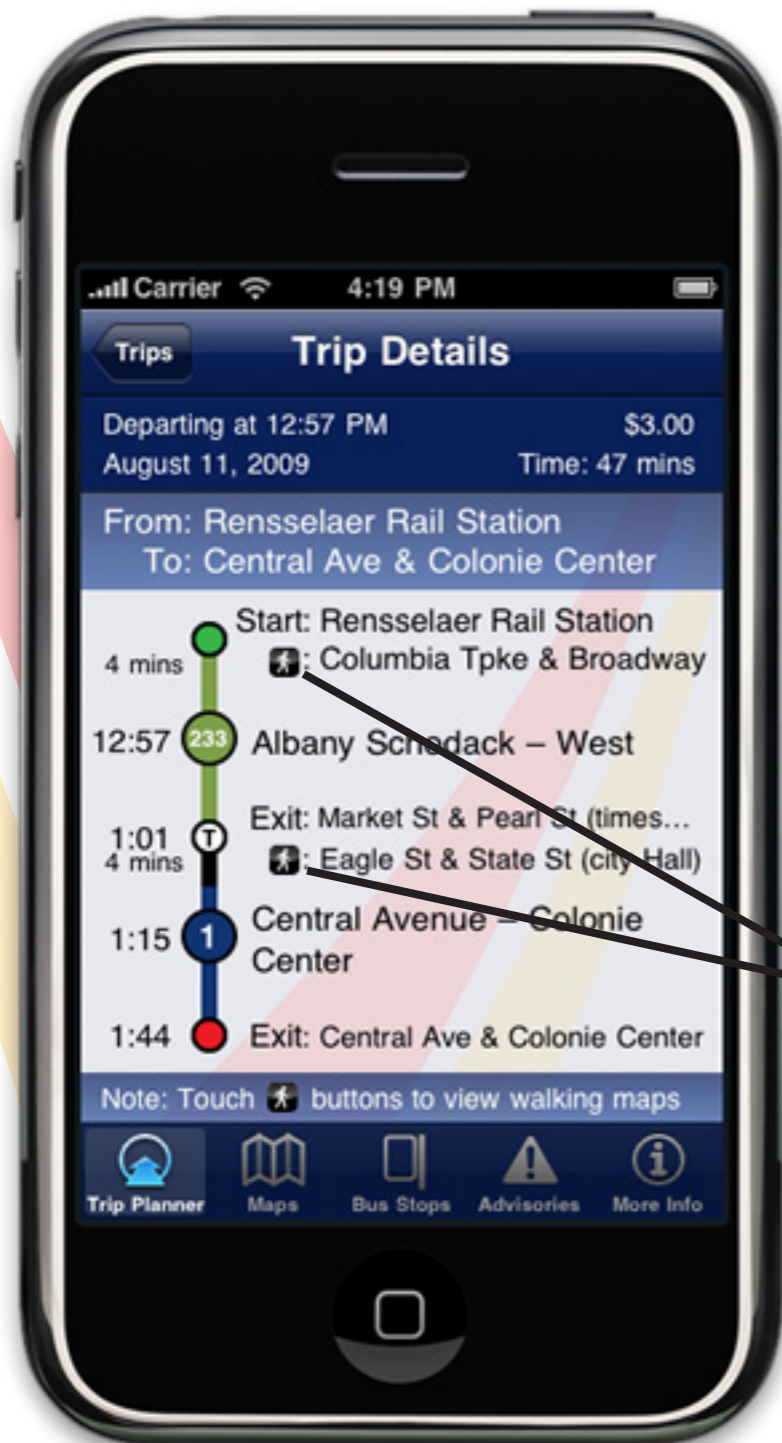 Carrier 4:19 PM
Trips Trip Details
Departing at 12:57 PM $3.00
August 11, 2009 Time: 47 mins
From: Rensselaer Rail Station
To: Central Ave & Colonie Center
Start: Rensselaer Rail Station
4 mins : Columbia Tpke & Broadway
12:57 233 Albany Schodack – West
1:01 T Exit: Market St & Pearl St (times...
4 mins : Eagle St & State St (city Hall)
1:15 1 Central Avenue – Colonie
Center
1:44 Exit: Central Ave & Colonie Center
Note: Touch buttons to view walking maps
Trip Planner Maps Bus Stops Advisories More Info